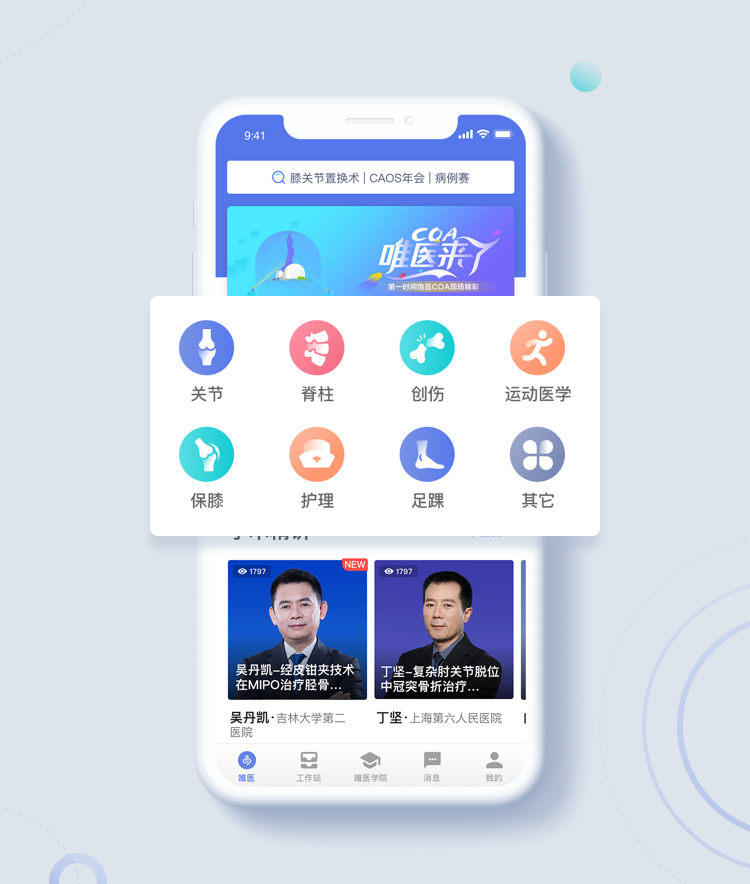 9:41
膝关节置换术 | CAOS年会 | 病例赛
COA
唯医来了
第一时间饱览COA现场精彩
关节
脊柱
创伤
运动医学
保膝
护理
足踝
其它
1797
NEW
吴丹凯-经皮钳夹技术
在MIPO治疗胫骨...
吴丹凯·吉林大学第二
医院
1797
丁坚-复杂肘关节脱位
中冠突骨折治疗...
丁坚·上海第六人民医院
唯医
工作站
唯医学院
消息
我的